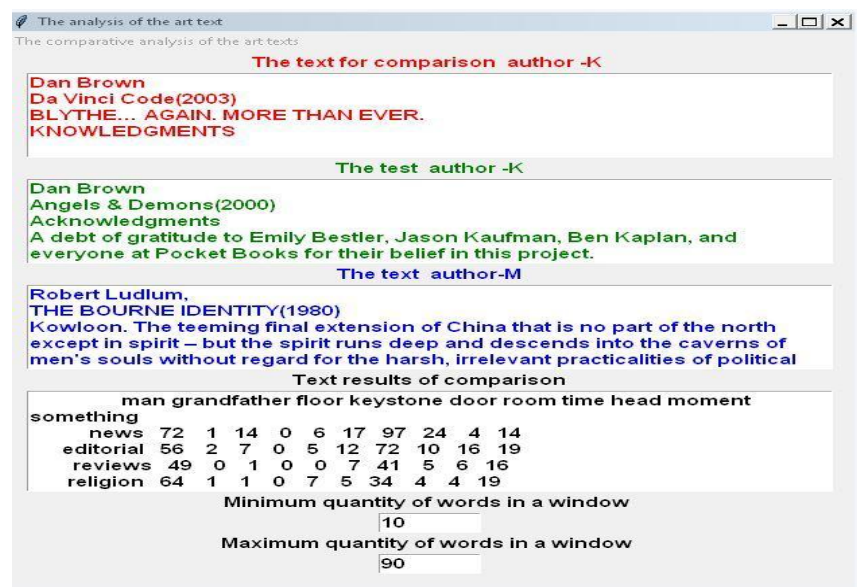 The analysis of the art text
The comparative analysis of the art texts
The text for comparison author -K
Dan Brown
Da Vinci Code(2003)
BLYTHE... AGAIN. MORE THAN EVER.
KNOWLEDGMENTS
The test author -K
Dan Brown
Angels & Demons(2000)
Acknowledgments
A debt of gratitude to Emily Bestler, Jason Kaufman, Ben Kaplan, and
everyone at Pocket Books for their belief in this project.
The text author-M
Robert Ludlum,
THE BOURNE IDENTITY(1980)
Kowloon. The teeming final extension of China that is no part of the north
except in spirit – but the spirit runs deep and descends into the caverns of
men's souls without regard for the harsh, irrelevant practicalities of political
Text results of comparison
man grandfather floor keystone door room time head moment
something
news 72 1 14 0 6 17 97 24 4 14
editorial 56 2 7 0 5 12 72 10 16 19
reviews 49 0 1 0 0 7 41 5 6 16
religion 64 1 1 0 7 5 34 4 4 19
Minimum quantity of words in a window
10
Maximum quantity of words in a window
90